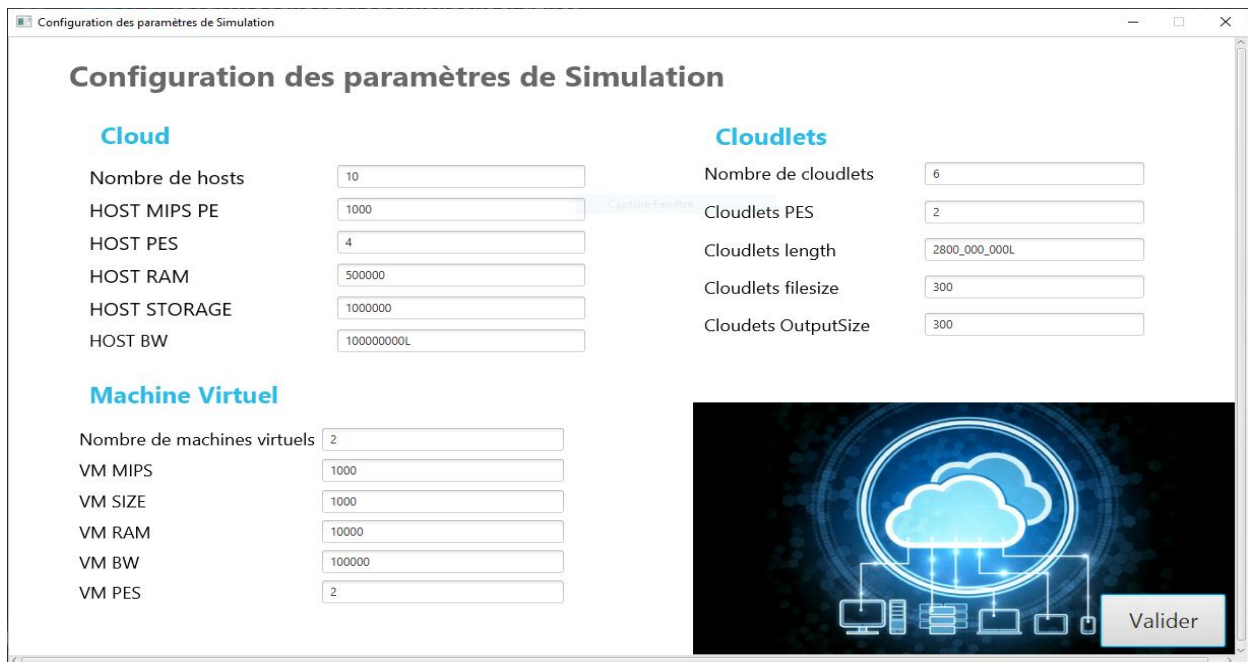 Configuration des paramètres de Simulation
Configuration des paramètres de Simulation
Cloud
Nombre de hosts 10
HOST MIPS PE 1000
HOST PES 4
HOST RAM 500000
HOST STORAGE 1000000
HOST BW 100000000L
Cloudlets
Nombre de cloudlets 6
Capture Fenêtre
Cloudlets PES 2
Cloudlets length 2800_000_000L
Cloudlets filesize 300
Cloudets OutputSize 300
Machine Virtuel
Nombre de machines virtuels 2
VM MIPS 1000
VM SIZE 1000
VM RAM 10000
VM BW 100000
VM PES 2
Valider